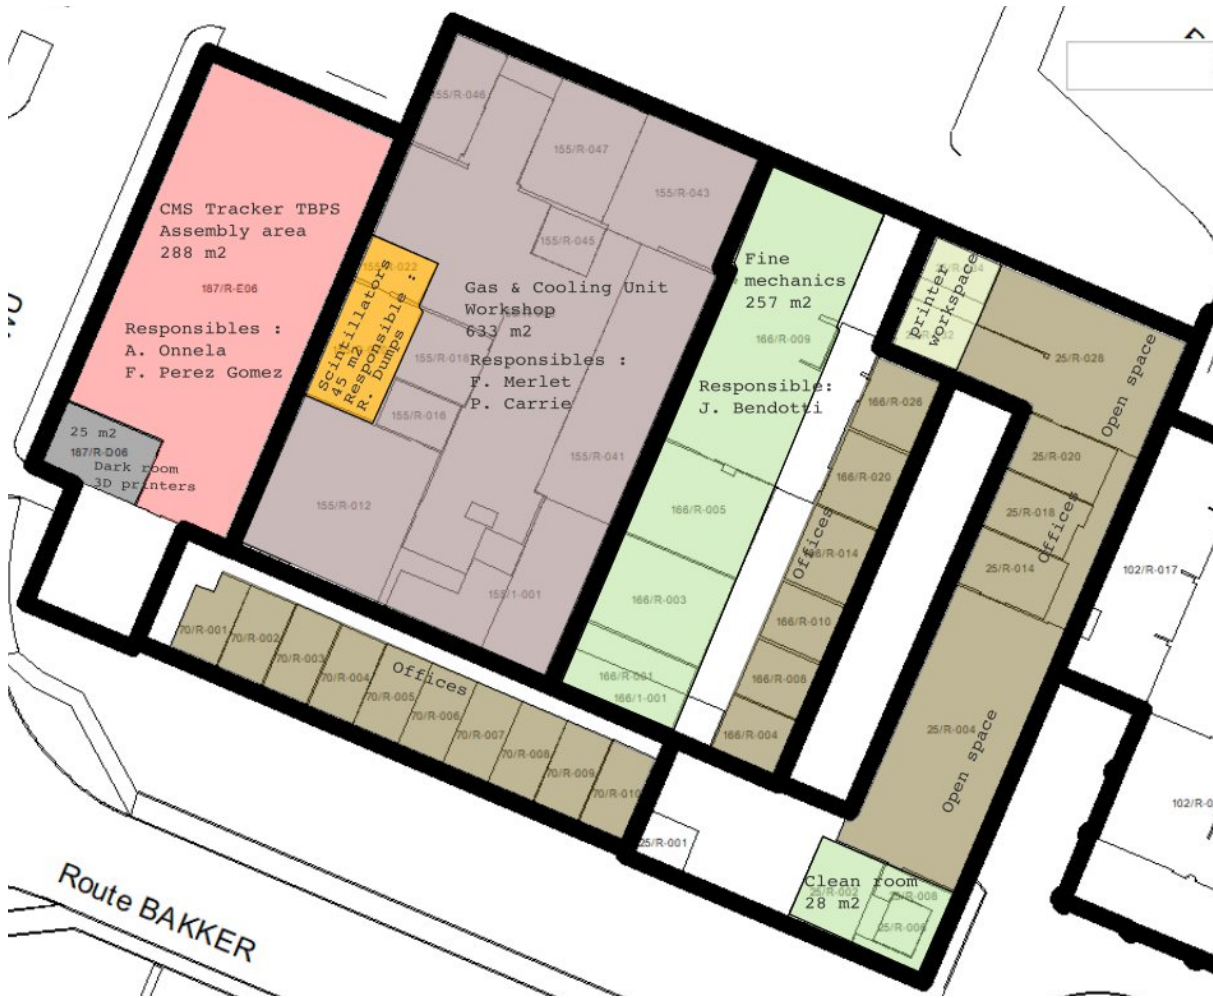 155/R-046
155/R-047
155/R-043
CMS Tracker TBPS
Assembly area
288 m2
187/R-E06
Responsibles :
A. Onnela
F. Perez Gomez
155/R-045
155/R-022
Scintillators
45 m2
Responsible :
R. Dumps
Gas & Cooling Unit
Workshop
633 m2
Responsibles :
F. Merlet
P. Carrie
155/R-018
155/R-016
155/R-041
155/R-012
155/1-001
Fine
mechanics
257 m2
166/R-009
Responsible:
J. Bendotti
printer
workspace
25/R-028
Open space
166/R-026
25/R-020
166/R-020
166/R-005
25/R-018
Offices
Offices
166/R-014
25/R-014
102/R-017
25 m2
187/R-D06
Dark room
3D printers
166/R-003
166/R-010
70/R-001
70/R-002
70/R-003
70/R-004
Offices
70/R-005
70/R-006
70/R-007
70/R-008
70/R-009
70/R-010
166/R-001
166/1-001
166/R-008
166/R-004
25/R-004
Open space
102/R-0
25/R-001
Clean room
28 m2
25/R-002
25/R-008
25/R-006
Route BAKKER